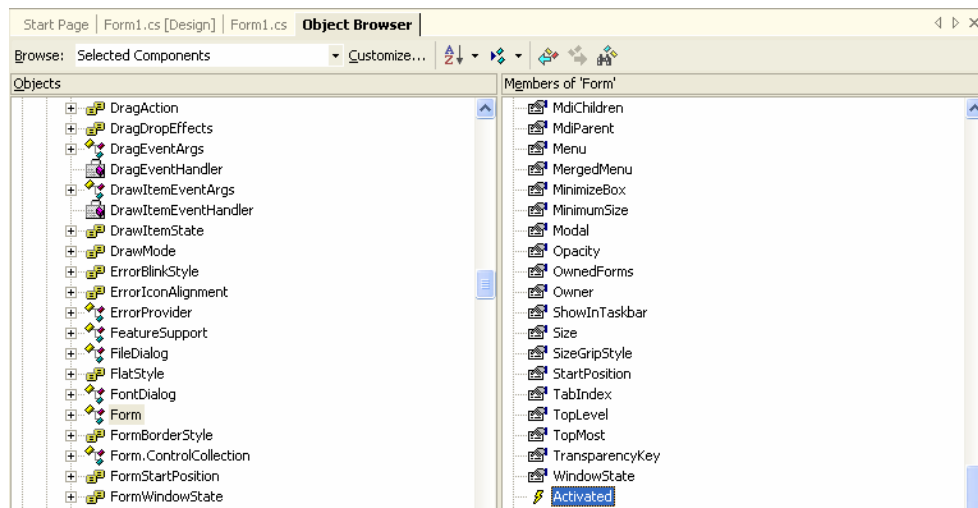 Start Page Form1.cs [Design] Form1.cs Object Browser
Browse: Selected Components Customize...
Objects
DragAction
DragDropEffects
DragEventArgs
DragEventHandler
DrawItemEventArgs
DrawItemEventHandler
DrawItemState
DrawMode
ErrorBlinkStyle
ErrorIconAlignment
ErrorProvider
FeatureSupport
FileDialog
FlatStyle
FontDialog
Form
FormBorderStyle
Form.ControlCollection
FormStartPosition
FormWindowState
Members of 'Form'
MdiChildren
MdiParent
Menu
MergedMenu
MinimizeBox
MinimumSize
Modal
Opacity
OwnedForms
Owner
ShowInTaskbar
Size
SizeGripStyle
StartPosition
TabIndex
TopLevel
TopMost
TransparencyKey
WindowState
Activated